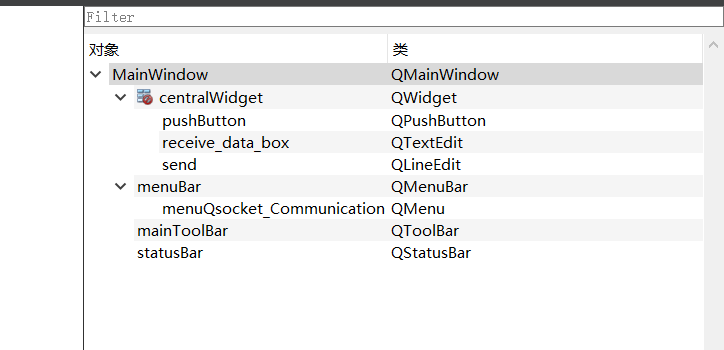 Filter
对象 类
MainWindow QMainWindow
centralWidget QWidget
pushButton QPushButton
receive_data_box QTextEdit
send QLineEdit
menuBar QMenuBar
menuQsocket_Communication QMenu
mainToolBar QToolBar
statusBar QStatusBar